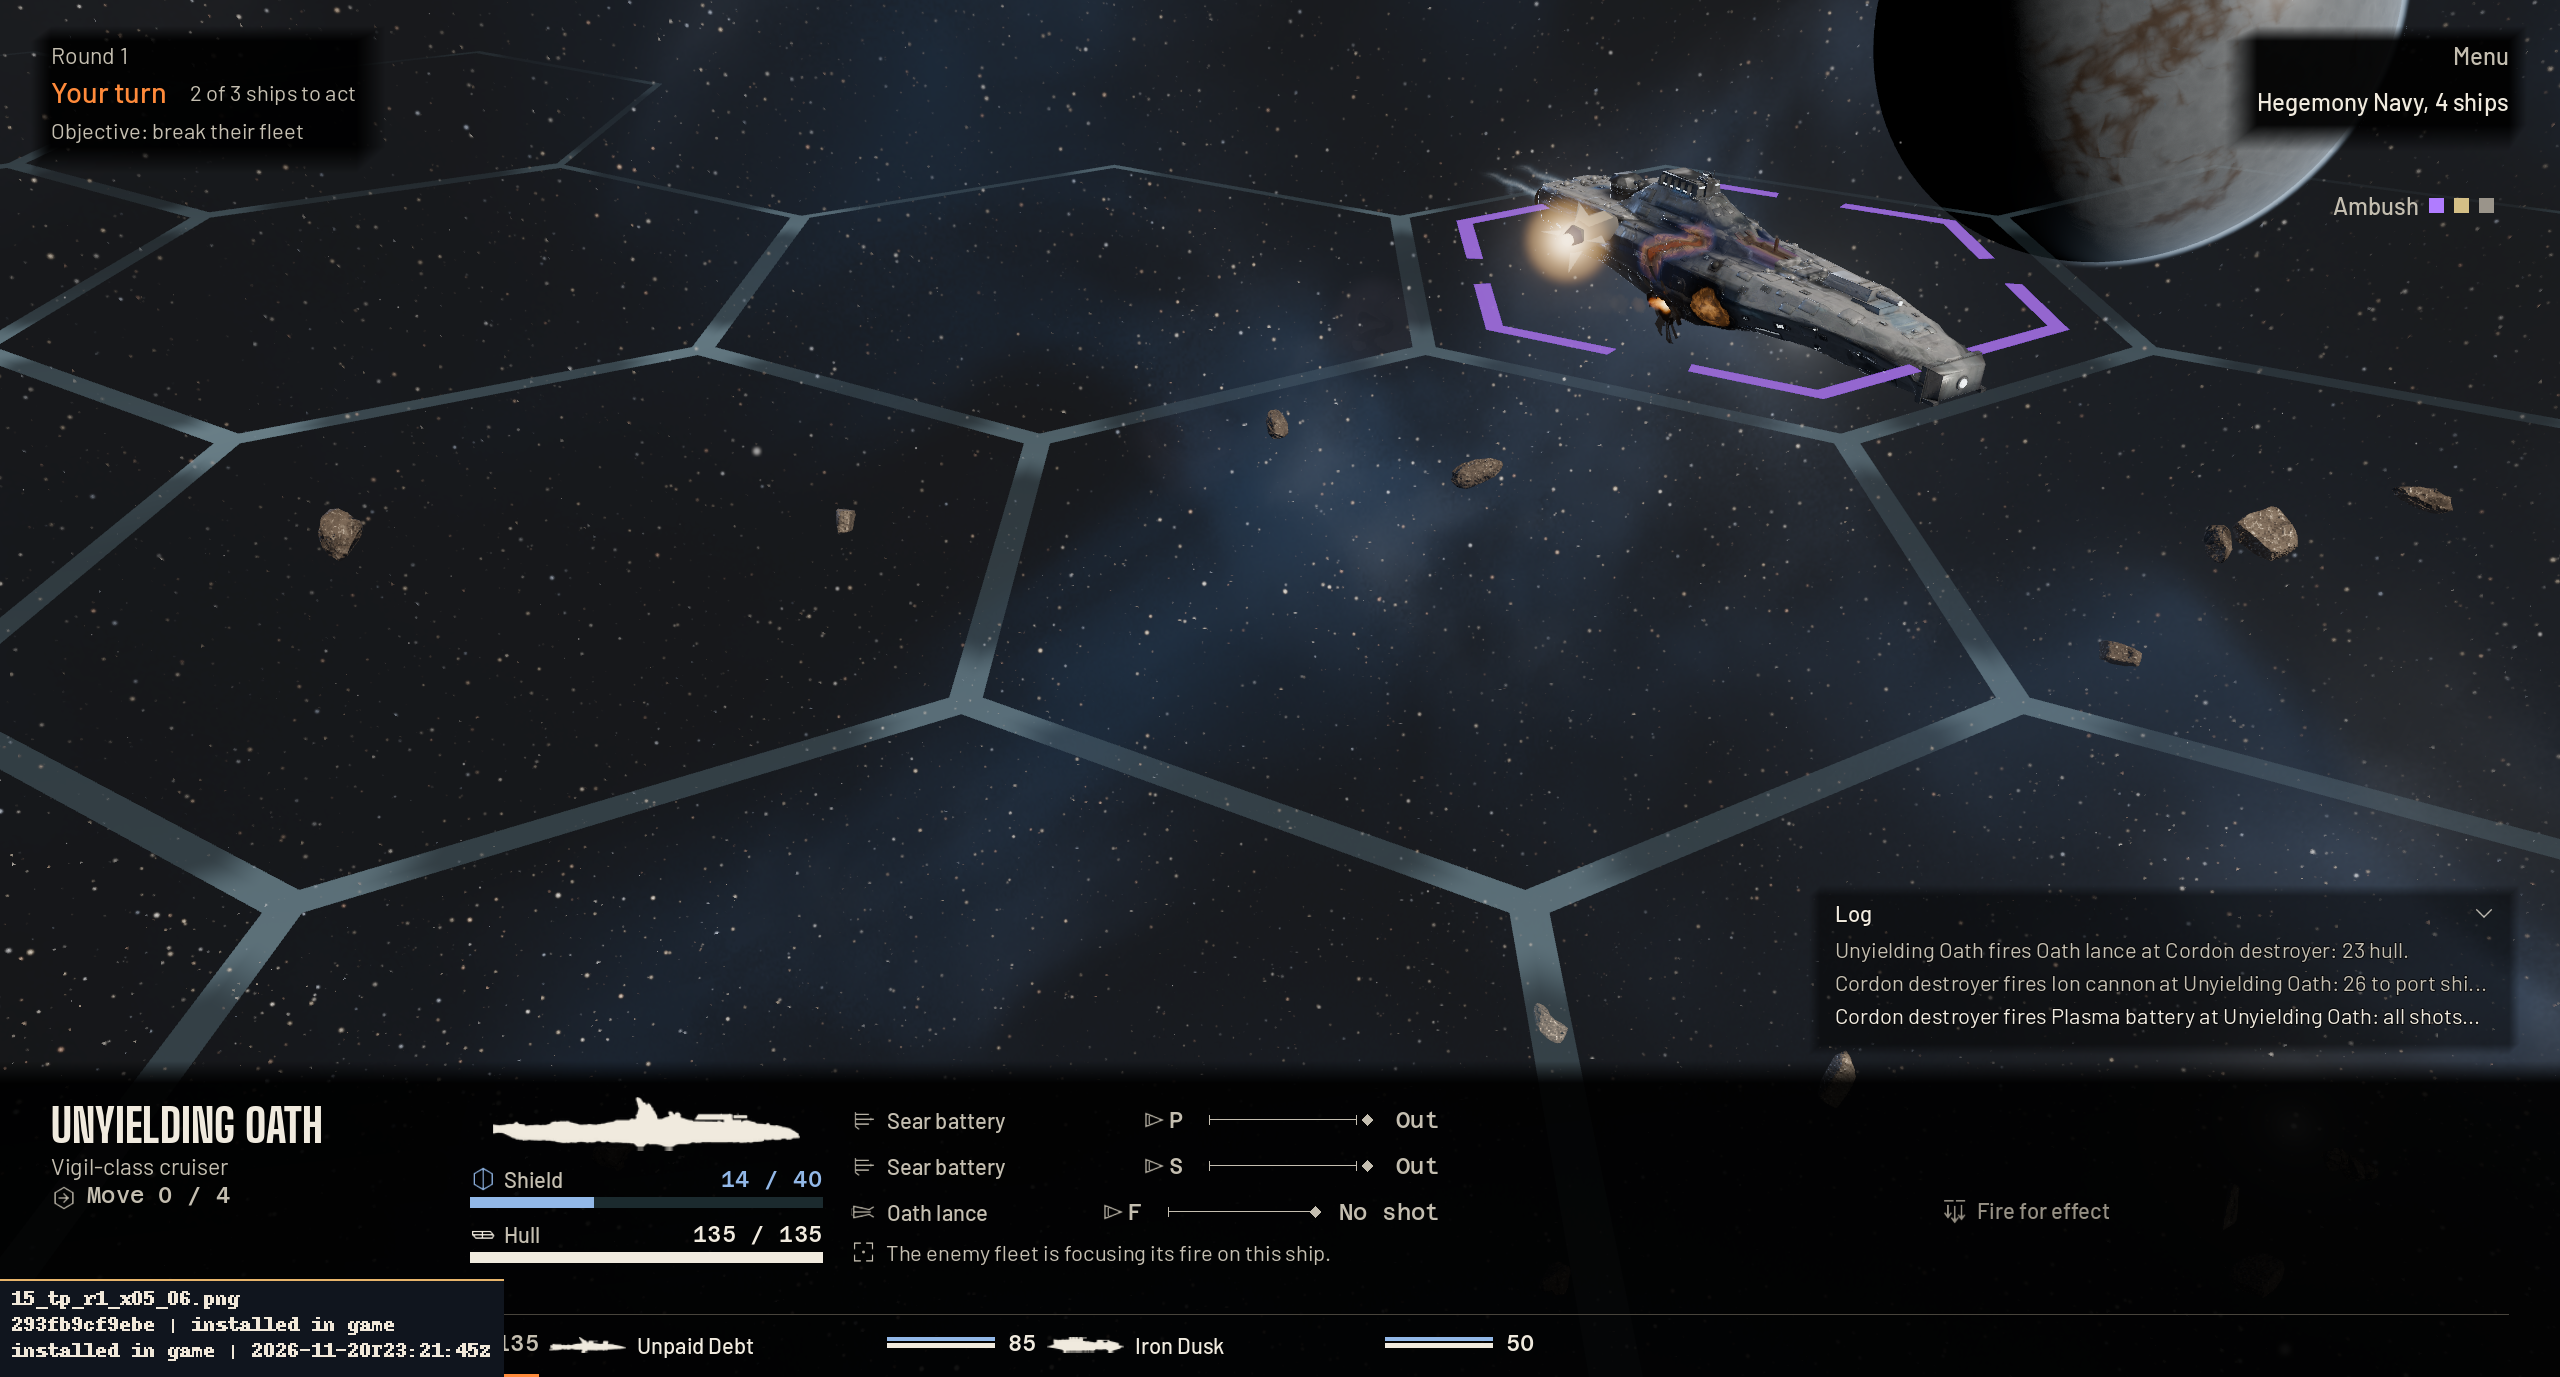 Round 1
Your turn 2 of 3 ships to act
Objective: break their fleet
Menu
Hegemony Navy, 4 ships
Ambush
Log
Unyielding Oath fires Oath lance at Cordon destroyer: 23 hull.
Cordon destroyer fires Ion cannon at Unyielding Oath: 26 to port shi...
Cordon destroyer fires Plasma battery at Unyielding Oath: all shots...
UNYIELDING OATH
Vigil-class cruiser
Move 0 / 4
Shield 14 / 40
Hull 135 / 135
Sear battery P Out
Sear battery S Out
Oath lance F No shot
The enemy fleet is focusing its fire on this ship.
Fire for effect
15_tp_r1_x05_06.png
293fb9cf9ebe | installed in game
installed in game | 2026-11-20T23:21:45Z
135 Unpaid Debt 85 Iron Dusk 50